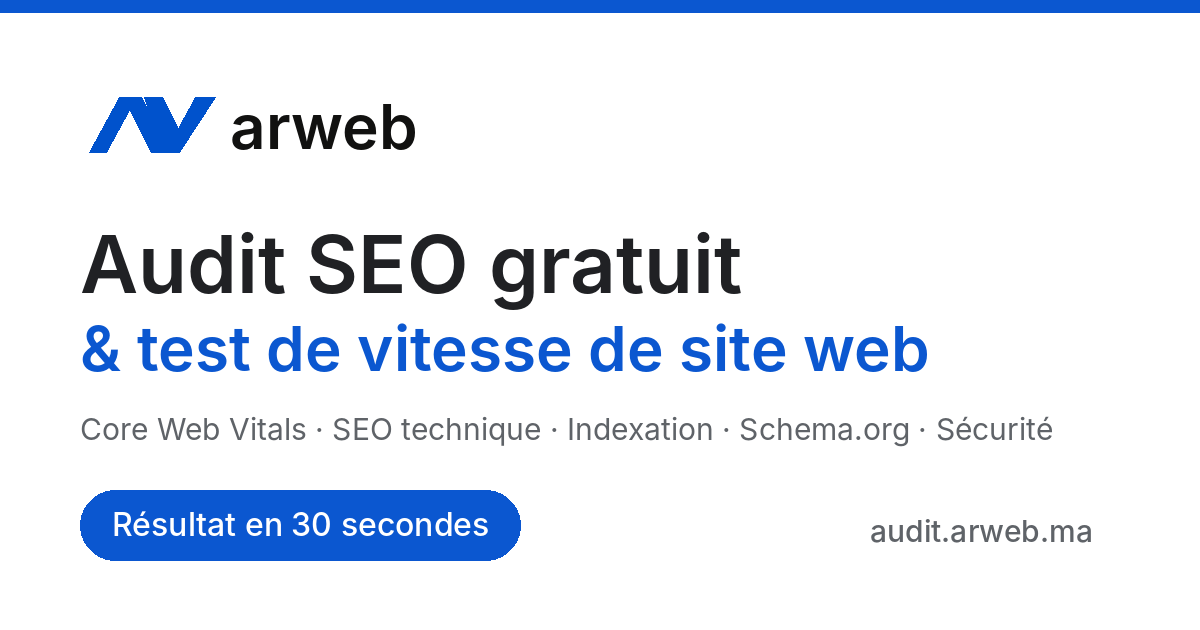 arweb
Audit SEO gratuit
& test de vitesse de site web
Core Web Vitals · SEO technique · Indexation · Schema.org · Sécurité
Résultat en 30 secondes
audit.arweb.ma